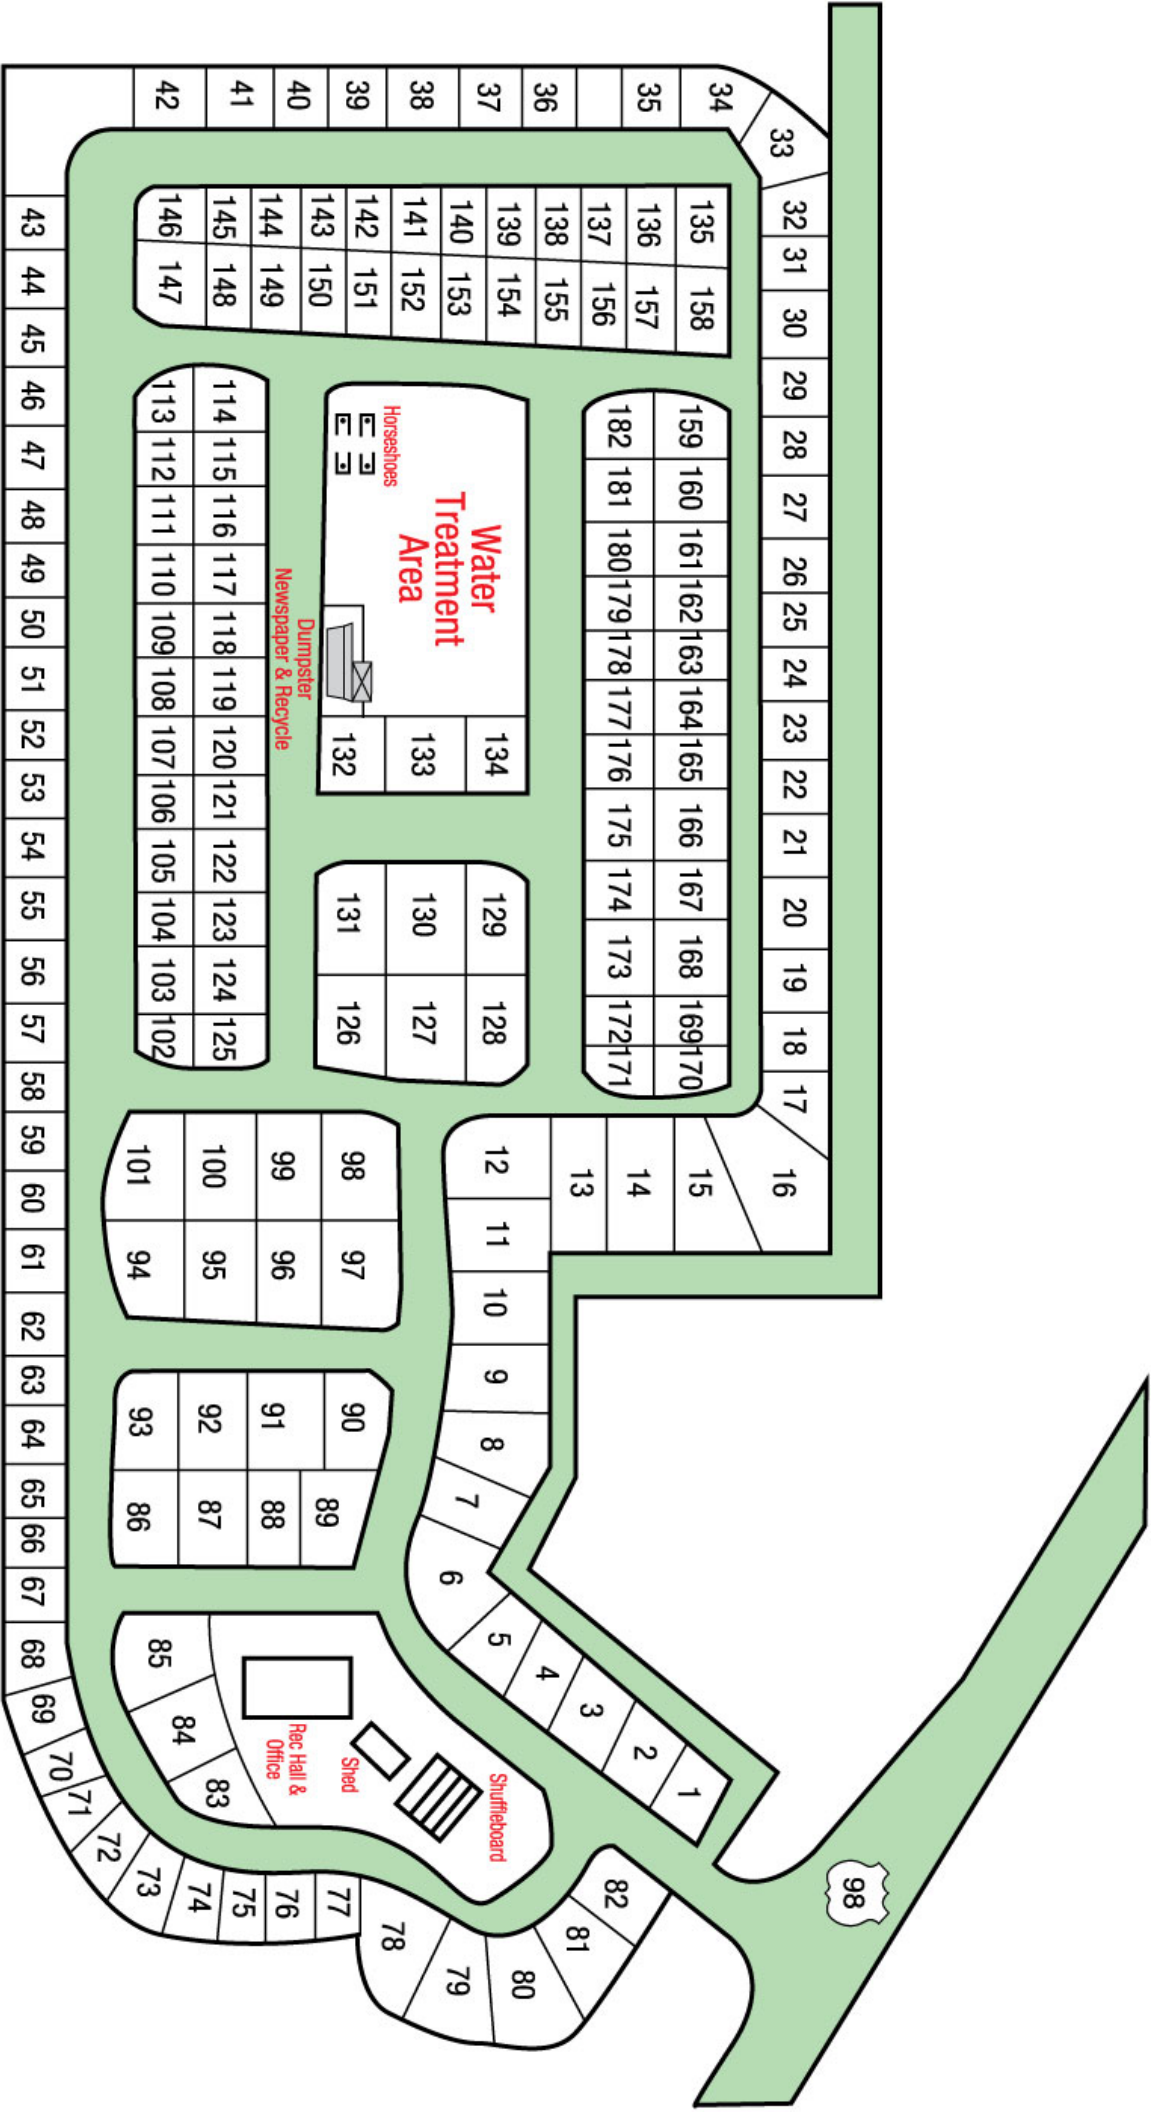 98
33 32 31 30 29 28 27 26 25 24 23 22 21 20 19 18 17 16
34 35 36 37 38 39 40 41 42
135 136 137 138 139 140 141 142 143 144 145 146
158 157 156 155 154 153 152 151 150 149 148 147
159 160 161 162 163 164 165 166 167 168 169 170
182 181 180 179 178 177 176 175 174 173 172 171
15 14 13 12
11 10 9 8 7 6 5 4 3 2 1
Water
Treatment
Area
Horseshoes
134 133 132
129 130 131
128 127 126
Dumpster
Newspaper & Recycle
114 115 116 117 118 119 120 121 122 123 124 125
113 112 111 110 109 108 107 106 105 104 103 102
98 99 100 101
97 96 95 94
90 91 92 93
89 88 87 86
Shuffleboard
Shed
Rec Hall &
Office
85 84 83
82 81 80 79 78 77 76 75 74 73 72 71 70 69
43 44 45 46 47 48 49 50 51 52 53 54 55 56 57 58 59 60 61 62 63 64 65 66 67 68